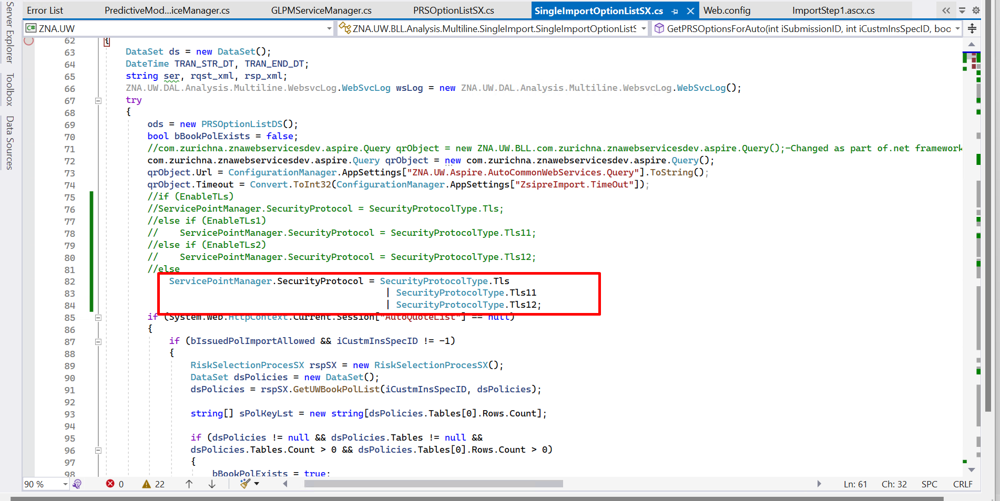 Server Explorer
Toolbox
Data Sources
Error List PredictiveMod...iceManager.cs GLPMServiceManager.cs PRSOptionListSX.cs SingleImportOptionListSX.cs Web.config ImportStep1.ascx.cs
C# ZNA.UW ZNA.UW.BLL.Analysis.Multiline.SingleImport.SingleImportOptionListS GetPRSOptionsForAuto(int iSubmissionID, int iCustmInsSpecID, boo
62 {
63 DataSet ds = new DataSet();
64 DateTime TRAN_STR_DT, TRAN_END_DT;
65 string ser, rqst_xml, rsp_xml;
66 ZNA.UW.DAL.Analysis.Multiline.WebsvcLog.WebSvcLog wsLog = new ZNA.UW.DAL.Analysis.Multiline.WebsvcLog.WebSvcLog();
67 try
68 {
69 ods = new PRSOptionListDS();
70 bool bBookPolExists = false;
71 //com.zurichna.znawebservicesdev.aspire.Query qrObject = new ZNA.UW.BLL.com.zurichna.znawebservicesdev.aspire.Query();-Changed as part of.net framework
72 com.zurichna.znawebservicesdev.aspire.Query qrObject = new com.zurichna.znawebservicesdev.aspire.Query();
73 qrObject.Url = ConfigurationManager.AppSettings["ZNA.UW.Aspire.AutoCommonWebServices.Query"].ToString();
74 qrObject.Timeout = Convert.ToInt32(ConfigurationManager.AppSettings["ZsipreImport.TimeOut"]);
75 //if (EnableTLs)
76 //ServicePointManager.SecurityProtocol = SecurityProtocolType.Tls;
77 //else if (EnableTLs1)
78 // ServicePointManager.SecurityProtocol = SecurityProtocolType.Tls11;
79 //else if (EnableTLs2)
80 // ServicePointManager.SecurityProtocol = SecurityProtocolType.Tls12;
81 //else
82 ServicePointManager.SecurityProtocol = SecurityProtocolType.Tls
83 | SecurityProtocolType.Tls11
84 | SecurityProtocolType.Tls12;
85 if (System.Web.HttpContext.Current.Session["AutoQuoteList"] == null)
86 {
87 if (bIssuedPolImportAllowed && iCustmInsSpecID != -1)
88 {
89 RiskSelectionProcesSX rspSX = new RiskSelectionProcesSX();
90 DataSet dsPolicies = new DataSet();
91 dsPolicies = rspSX.GetUWBookPolList(iCustmInsSpecID, dsPolicies);
92
93 string[] sPolKeyLst = new string[dsPolicies.Tables[0].Rows.Count];
94
95 if (dsPolicies != null && dsPolicies.Tables != null &&
96 dsPolicies.Tables.Count > 0 && dsPolicies.Tables[0].Rows.Count > 0)
97 {
98 bBookPolExists = true;
90 % 0 22 Ln: 61 Ch: 32 SPC CRLF